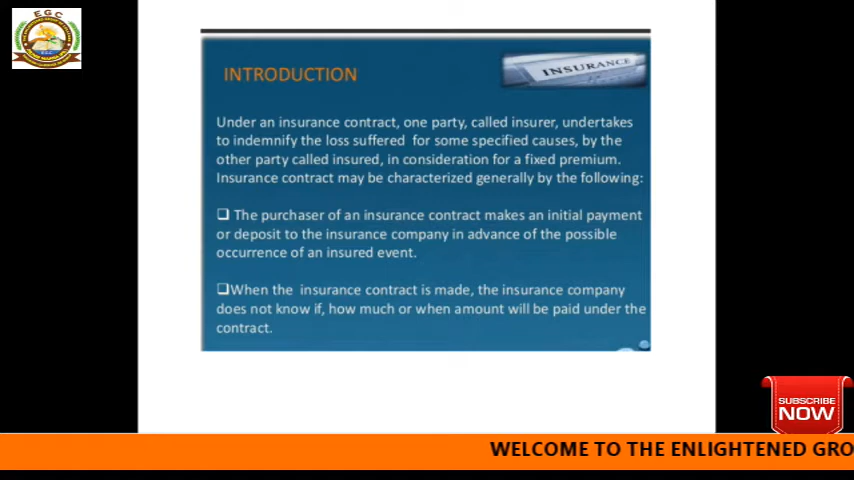 EGC
INTRODUCTION
INSURANCE
Under an insurance contract, one party, called insurer, undertakes
to indemnify the loss suffered for some specified causes, by the
other party called insured, in consideration for a fixed premium.
Insurance contract may be characterized generally by the following:
❑ The purchaser of an insurance contract makes an initial payment
or deposit to the insurance company in advance of the possible
occurrence of an insured event.
❑When the insurance contract is made, the insurance company
does not know if, how much or when amount will be paid under the
contract.
SUBSCRIBE
NOW
WELCOME TO THE ENLIGHTENED GRO